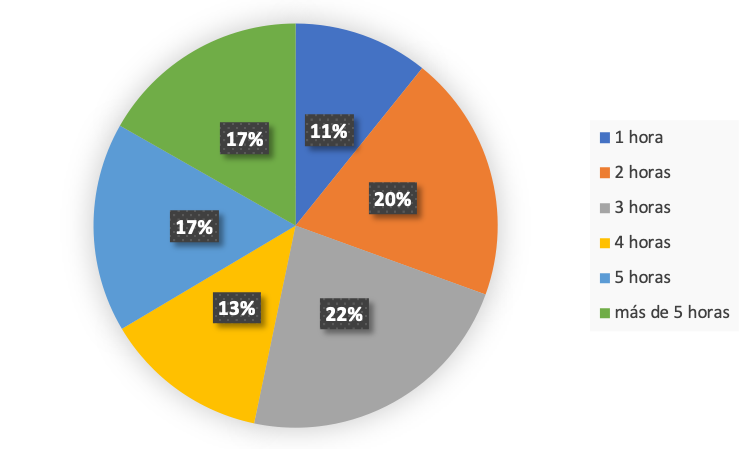 11%
20%
22%
13%
17%
17%
1 hora
2 horas
3 horas
4 horas
5 horas
más de 5 horas